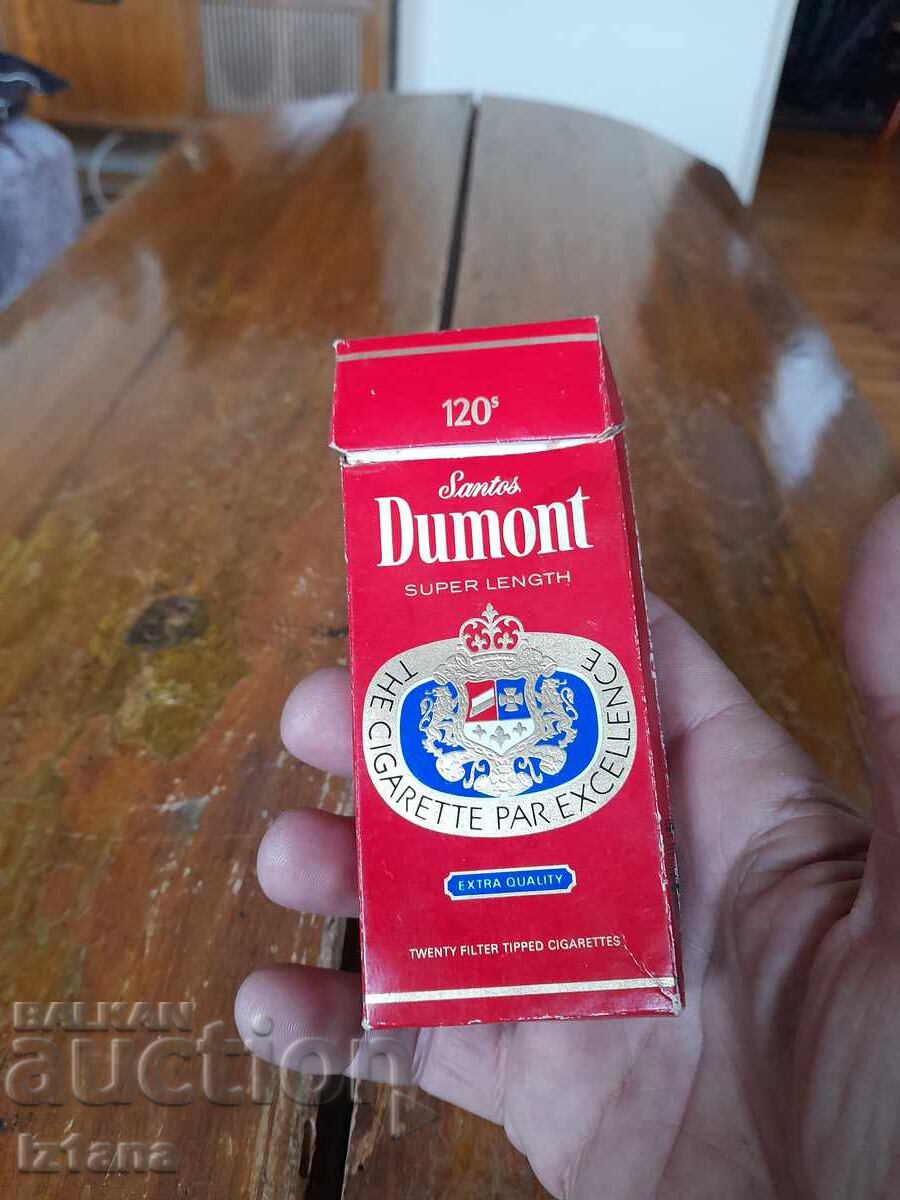 120s
Santos
Dumont
SUPER LENGTH
THE CIGARETTE PAR EXCELLENCE
EXTRA QUALITY
TWENTY FILTER TIPPED CIGARETTES
BALKAN
auction
iztana